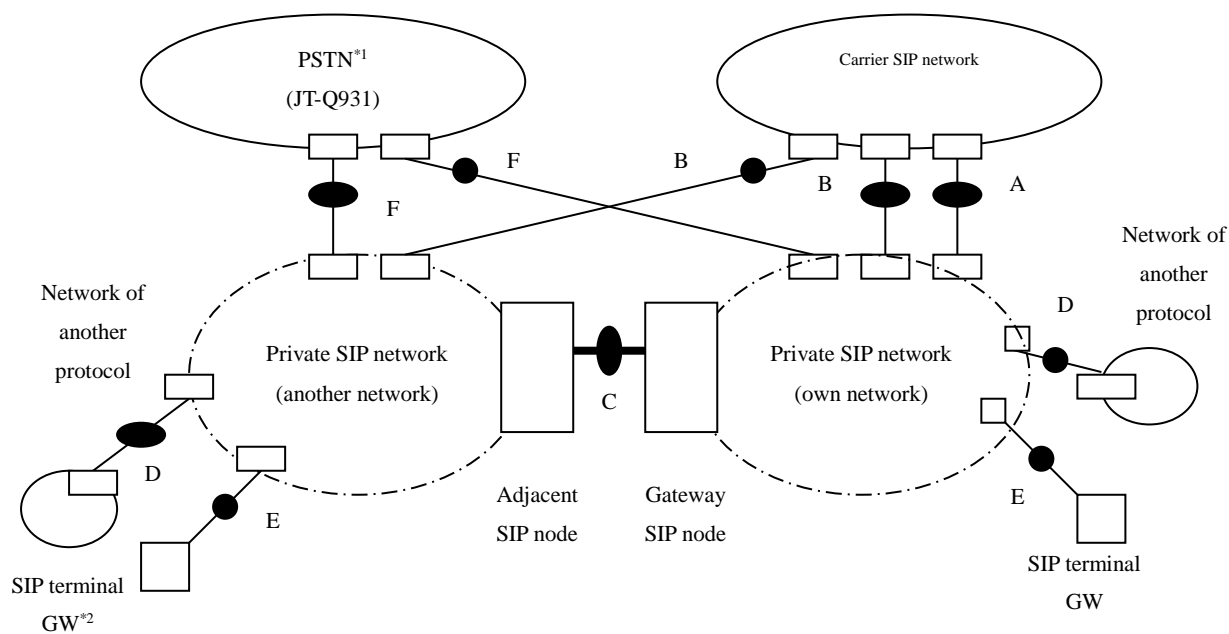 PSTN*1
(JT-Q931)
Carrier SIP network
F
B
B
A
F
Network of
another
protocol
Network of
another
protocol
D
Private SIP network
(another network)
Private SIP network
(own network)
C
D
E
Adjacent
SIP node
Gateway
SIP node
E
SIP terminal
GW*2
SIP terminal
GW